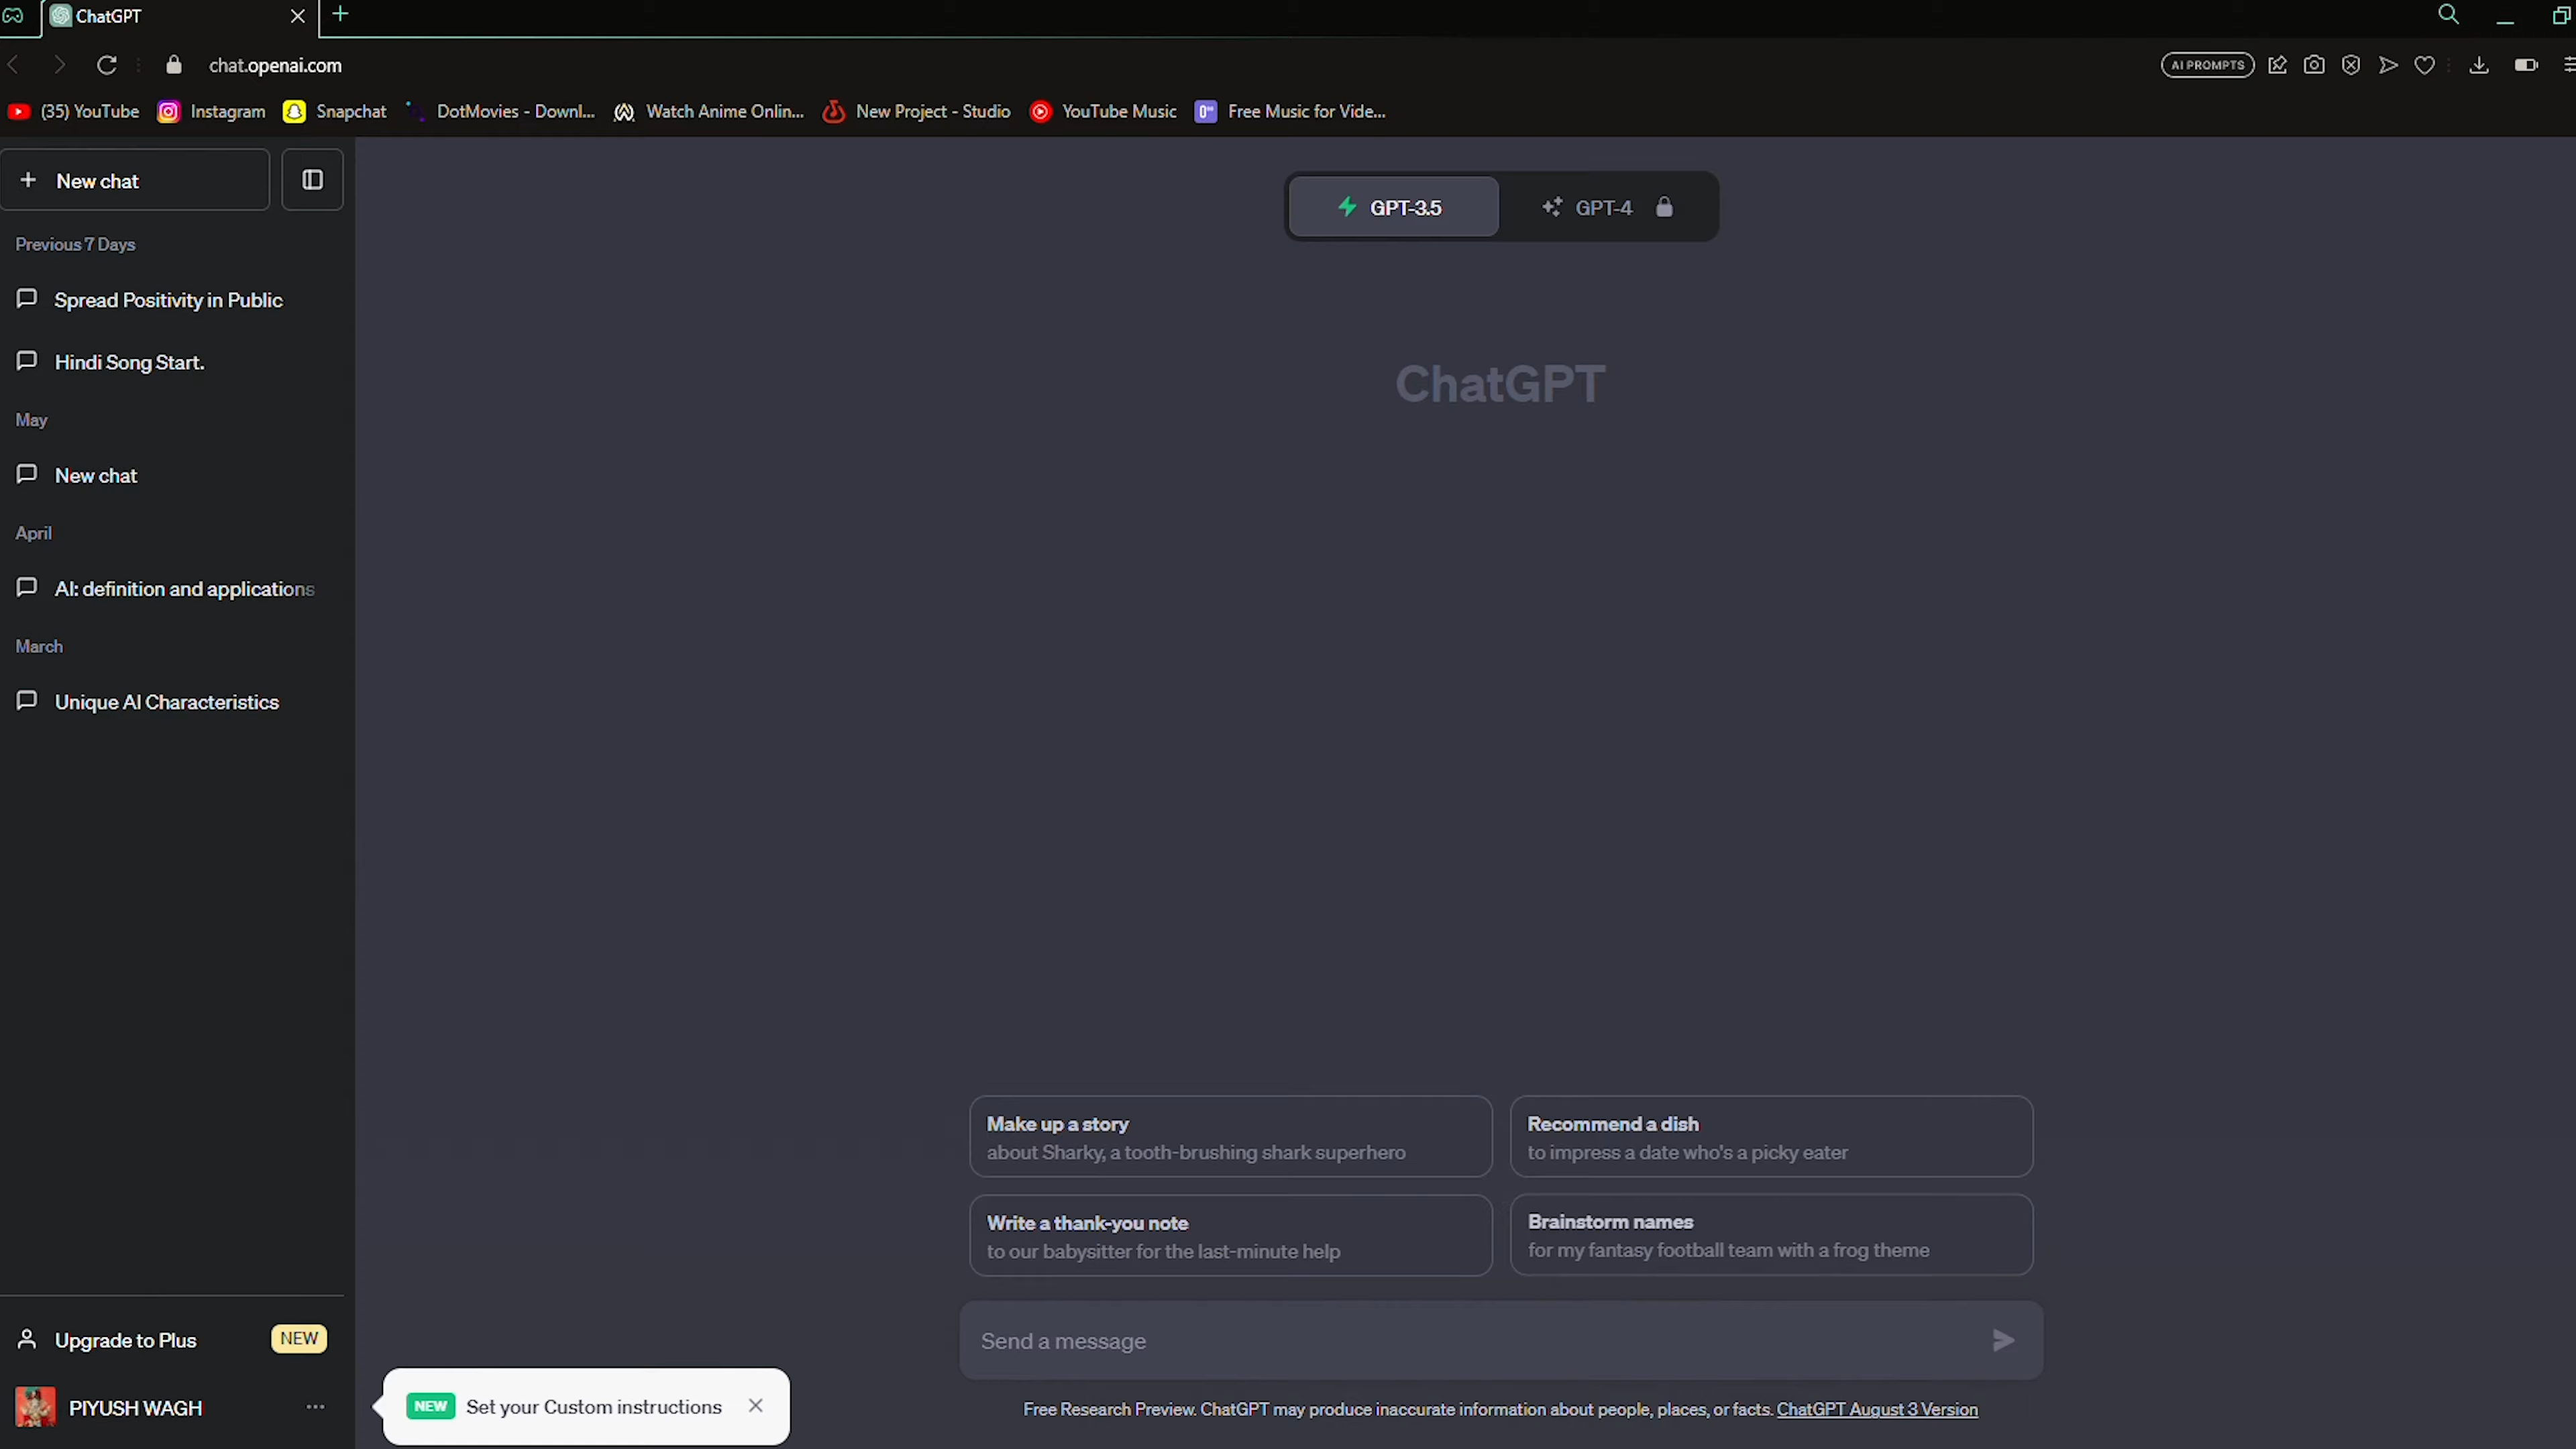 ChatGPT
chat.openai.com
AI PROMPTS
(35) YouTube
Instagram
Snapchat
DotMovies - Downl...
Watch Anime Onlin...
New Project - Studio
YouTube Music
Free Music for Vide...
New chat
Previous 7 Days
Spread Positivity in Public
Hindi Song Start.
May
New chat
April
AI: definition and applications
March
Unique AI Characteristics
Upgrade to Plus
NEW
PIYUSH WAGH
GPT-3.5
GPT-4
ChatGPT
Make up a story
about Sharky, a tooth-brushing shark superhero
Recommend a dish
to impress a date who's a picky eater
Write a thank-you note
to our babysitter for the last-minute help
Brainstorm names
for my fantasy football team with a frog theme
Send a message
NEW Set your Custom instructions
Free Research Preview. ChatGPT may produce inaccurate information about people, places, or facts. ChatGPT August 3 Version